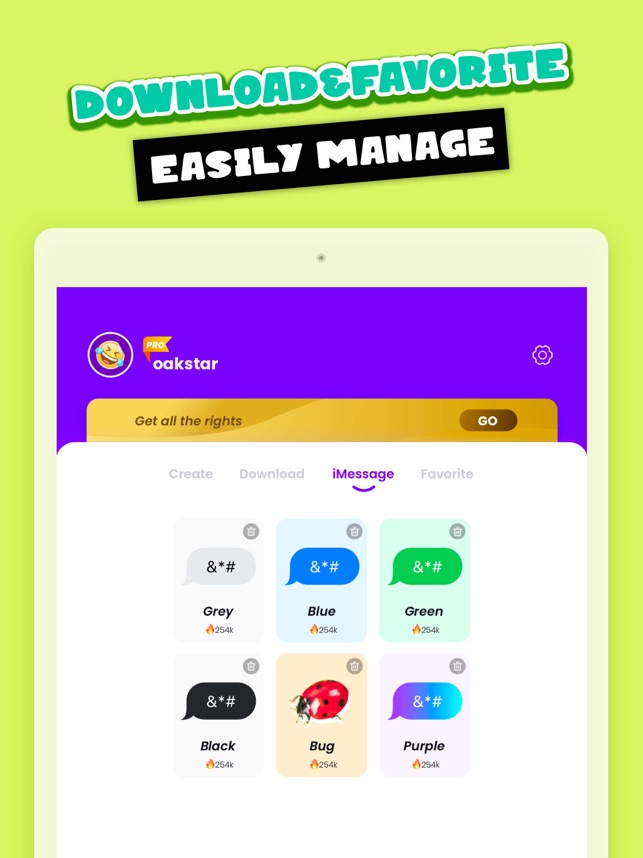 DOWNLOAD&FAVORITE
EASILY MANAGE
PRO
oakstar
Get all the rights
GO
Create Download iMessage Favorite
&*# &*# &*#
Grey Blue Green
🔥254k 🔥254k 🔥254k
&*# &*#
Black Bug Purple
🔥254k 🔥254k 🔥254k